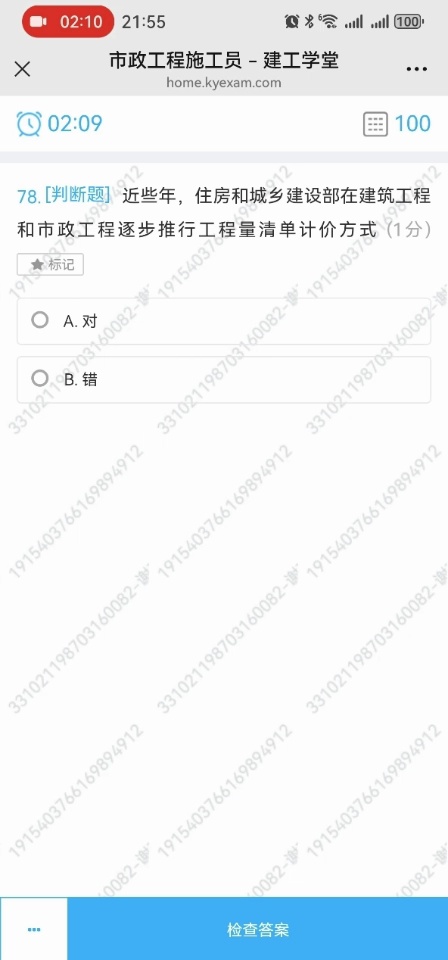 02:10 21:55 6 100
市政工程施工员 – 建工学堂
home.kyexam.com
02:09 100
78. [判断题] 近些年，住房和城乡建设部在建筑工程
和市政工程逐步推行工程量清单计价方式 (1分)
标记
A. 对
B. 错
191540376616989491​2
331021198703160082-谢
检查答案